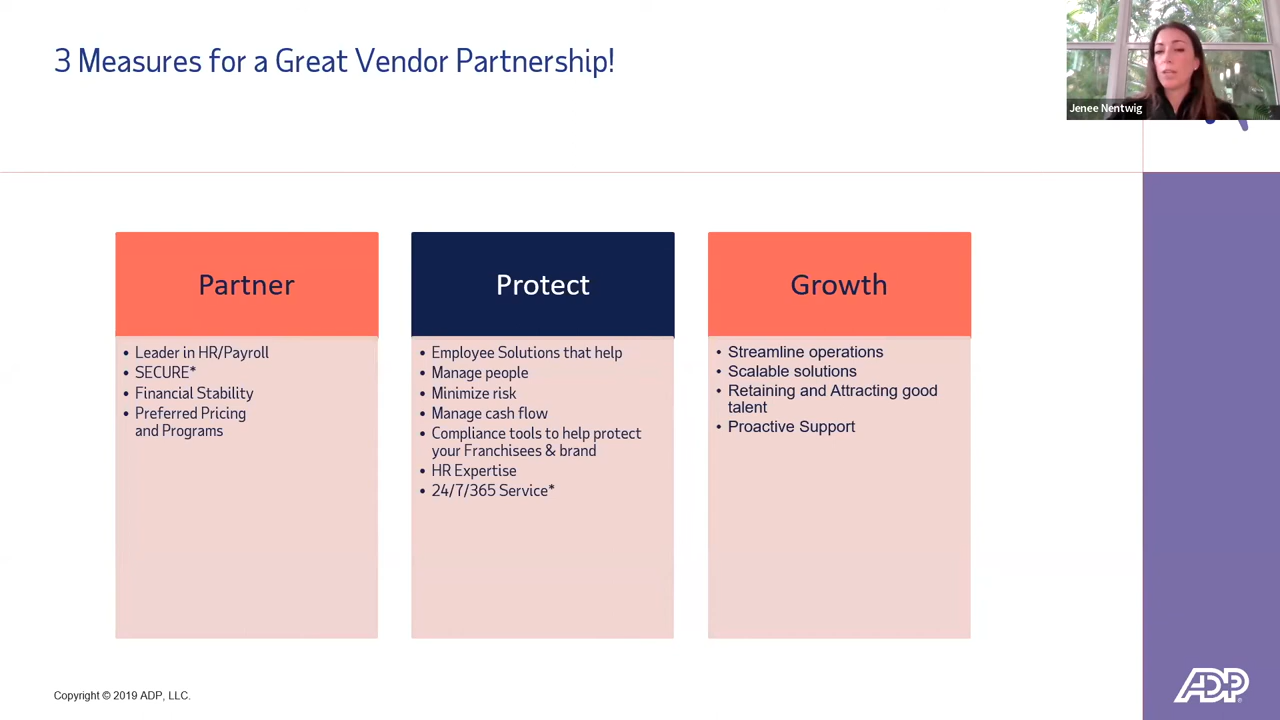 3 Measures for a Great Vendor Partnership!
Jenee Nentwig
Partner
• Leader in HR/Payroll
• SECURE*
• Financial Stability
• Preferred Pricing
and Programs
Protect
• Employee Solutions that help
• Manage people
• Minimize risk
• Manage cash flow
• Compliance tools to help protect
your Franchisees & brand
• HR Expertise
• 24/7/365 Service*
Growth
• Streamline operations
• Scalable solutions
• Retaining and Attracting good
talent
• Proactive Support
Copyright © 2019 ADP, LLC.
ADP